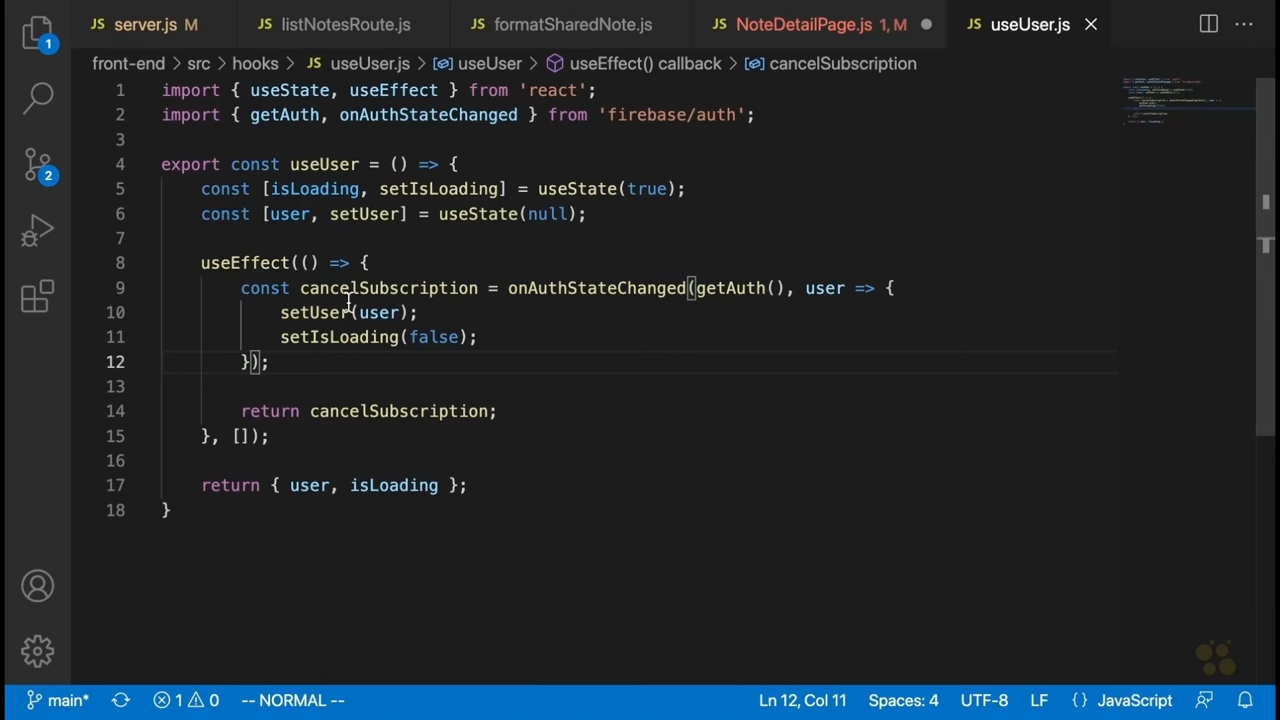 JS server.js M
JS listNotesRoute.js
JS formatSharedNote.js
JS NoteDetailPage.js 1, M
JS useUser.js
front-end > src > hooks > JS useUser.js > useUser > useEffect() callback > cancelSubscription
1 import { useState, useEffect } from 'react';
2 import { getAuth, onAuthStateChanged } from 'firebase/auth';
3
4 export const useUser = () => {
5 const [isLoading, setIsLoading] = useState(true);
6 const [user, setUser] = useState(null);
7
8 useEffect(() => {
9 const cancelSubscription = onAuthStateChanged(getAuth(), user => {
10 setUser(user);
11 setIsLoading(false);
12 });
13
14 return cancelSubscription;
15 }, []);
16
17 return { user, isLoading };
18 }
1
2
main* 1 0 -- NORMAL -- Ln 12, Col 11 Spaces: 4 UTF-8 LF {} JavaScript